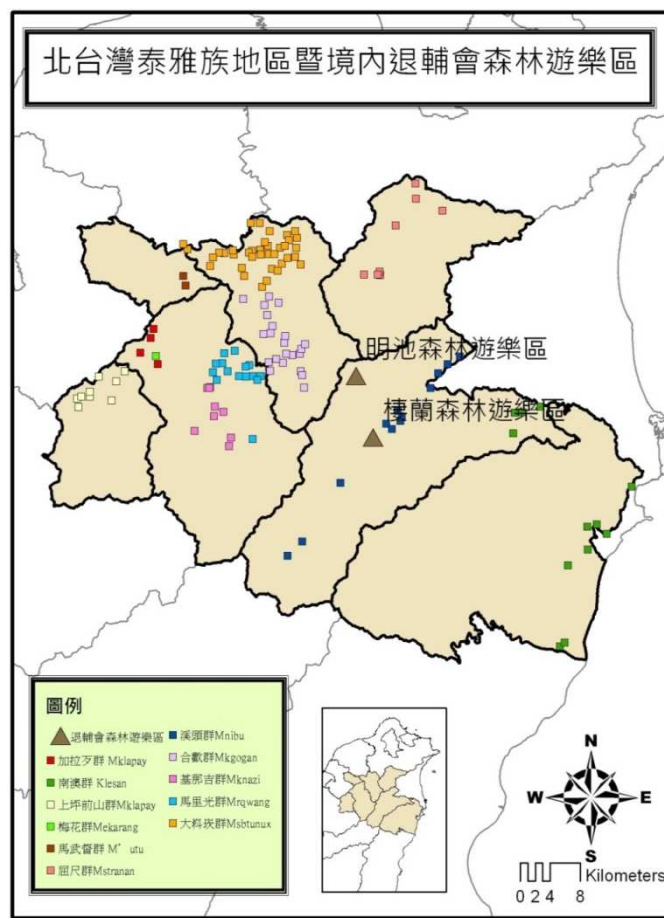 北台灣泰雅族地區暨境內退輔會森林遊樂區
明池森林遊樂區
棲蘭森林遊樂區
圖例
退輔會森林遊樂區
加拉歹群 Mklapay
南澳群 Klesan
上坪前山群Mklapay
梅花群Mekarang
馬武督群 M’utu
屈尺群Mstranan
溪頭群Mnibu
合歡群Mkgogan
基那吉群Mknazi
馬里光群Mrqwang
大嵙崁群Msbtunux
N
W
E
S
Kilometers
0 2 4 8